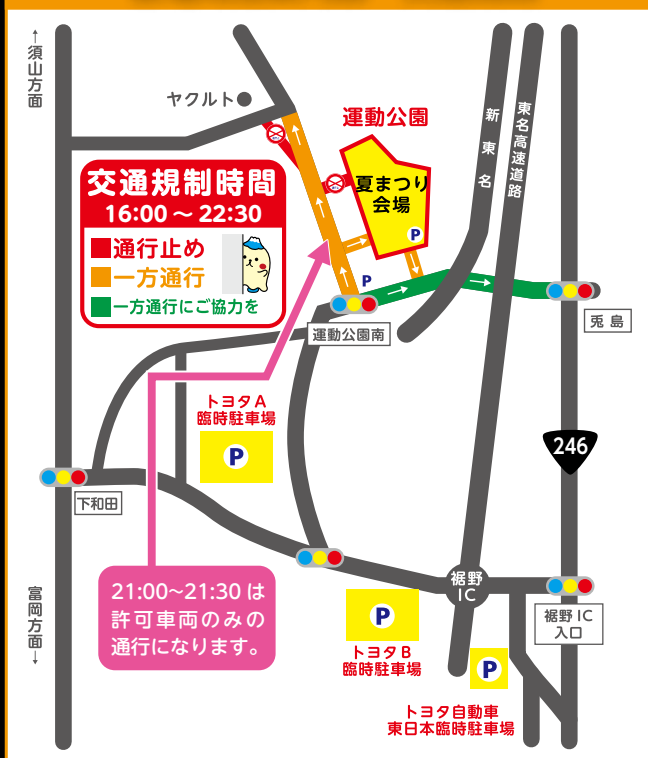 ↑須山方面
ヤクルト
運動公園
新東名
東名高速道路
夏まつり
会場
P
交通規制時間
16:00 ～ 22:30
通行止め
一方通行
一方通行にご協力を
P
運動公園南
兎島
トヨタA
臨時駐車場
P
246
下和田
21:00～21:30 は
許可車両のみの
通行になります。
富岡方面↓
裾野
IC
裾野 IC
入口
P
トヨタB
臨時駐車場
P
トヨタ自動車
東日本臨時駐車場